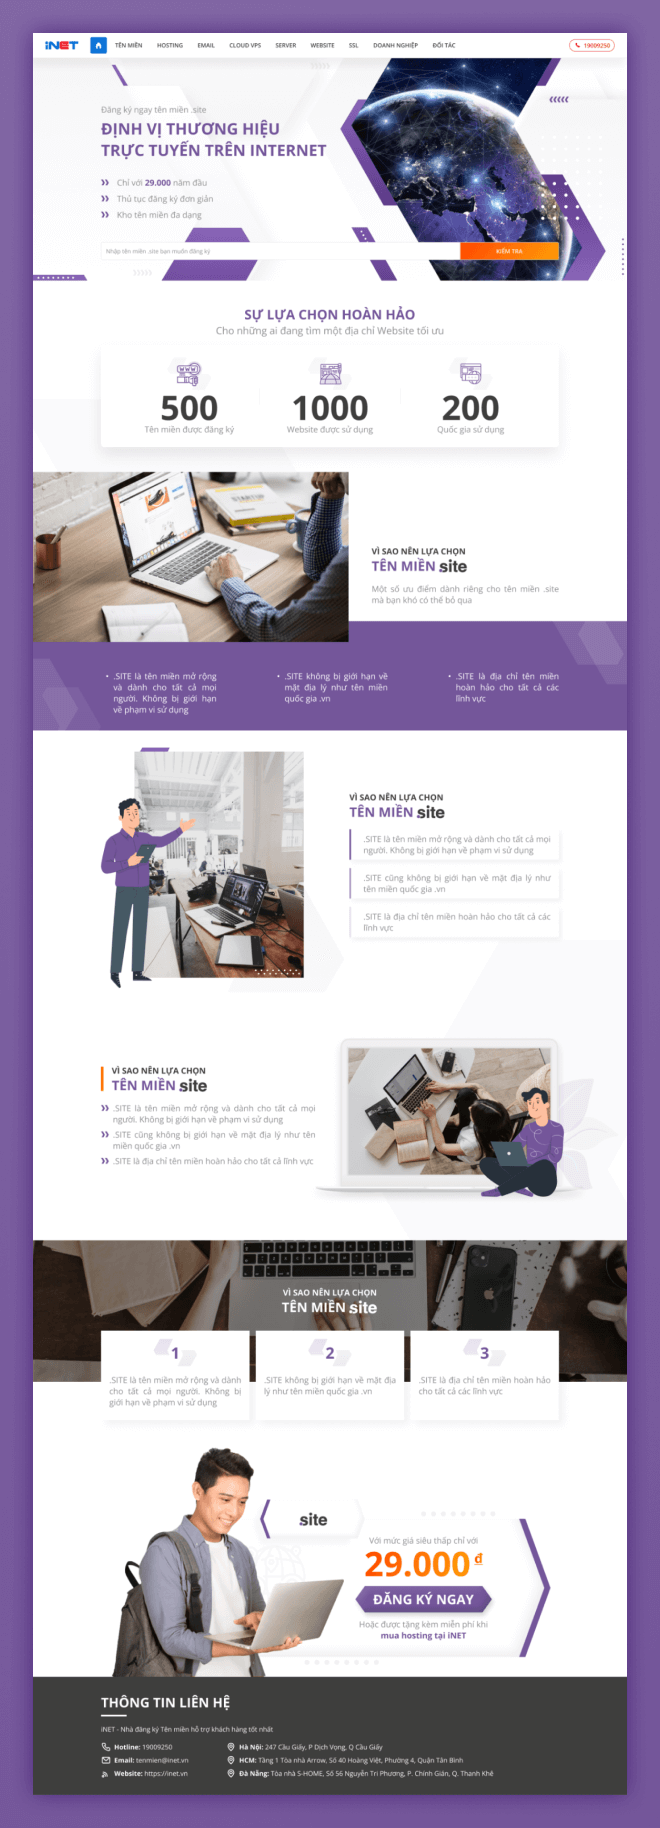 iNET
TÊN MIỀN HOSTING EMAIL CLOUD VPS SERVER WEBSITE SSL DOANH NGHIỆP ĐỐI TÁC
19009250
Đăng ký ngay tên miền .site
ĐỊNH VỊ THƯƠNG HIỆU
TRỰC TUYẾN TRÊN INTERNET
Chỉ với 29.000 năm đầu
Thủ tục đăng ký đơn giản
Kho tên miền đa dạng
Nhập tên miền .site bạn muốn đăng ký
KIỂM TRA
SỰ LỰA CHỌN HOÀN HẢO
Cho những ai đang tìm một địa chỉ Website tối ưu
500
Tên miền được đăng ký
1000
Website được sử dụng
200
Quốc gia sử dụng
VÌ SAO NÊN LỰA CHỌN
TÊN MIỀN site
Một số ưu điểm dành riêng cho tên miền .site
mà bạn khó có thể bỏ qua
• .SITE là tên miền mở rộng
và dành cho tất cả mọi
người. Không bị giới hạn
về phạm vi sử dụng
• .SITE không bị giới hạn về
mặt địa lý như tên miền
quốc gia .vn
• .SITE là địa chỉ tên miền
hoàn hảo cho tất cả các
lĩnh vực
VÌ SAO NÊN LỰA CHỌN
TÊN MIỀN site
.SITE là tên miền mở rộng và dành cho tất cả mọi
người. Không bị giới hạn về phạm vi sử dụng
.SITE cũng không bị giới hạn về mặt địa lý như
tên miền quốc gia .vn
.SITE là địa chỉ tên miền hoàn hảo cho tất cả các
lĩnh vực
VÌ SAO NÊN LỰA CHỌN
TÊN MIỀN site
.SITE là tên miền mở rộng và dành cho tất cả mọi
người. Không bị giới hạn về phạm vi sử dụng
.SITE cũng không bị giới hạn về mặt địa lý như tên
miền quốc gia .vn
.SITE là địa chỉ tên miền hoàn hảo cho tất cả lĩnh vực
VÌ SAO NÊN LỰA CHỌN
TÊN MIỀN site
1
.SITE là tên miền mở rộng và dành
cho tất cả mọi người. Không bị
giới hạn về phạm vi sử dụng
2
.SITE không bị giới hạn về mặt địa
lý như tên miền quốc gia .vn
3
.SITE là địa chỉ tên miền hoàn hảo
cho tất cả các lĩnh vực
.site
Với mức giá siêu thấp chỉ với
29.000 đ
ĐĂNG KÝ NGAY
Hoặc được tặng kèm miễn phí khi
mua hosting tại iNET
THÔNG TIN LIÊN HỆ
iNET - Nhà đăng ký Tên miền hỗ trợ khách hàng tốt nhất
Hotline: 19009250
Email: tenmien@inet.vn
Website: https://inet.vn
Hà Nội: 247 Cầu Giấy, P Dịch Vọng, Q Cầu Giấy
HCM: Tầng 1 Tòa nhà Arrow, Số 40 Hoàng Việt, Phường 4, Quận Tân Bình
Đà Nẵng: Tòa nhà S-HOME, Số 56 Nguyễn Tri Phương, P. Chính Gián, Q. Thanh Khê